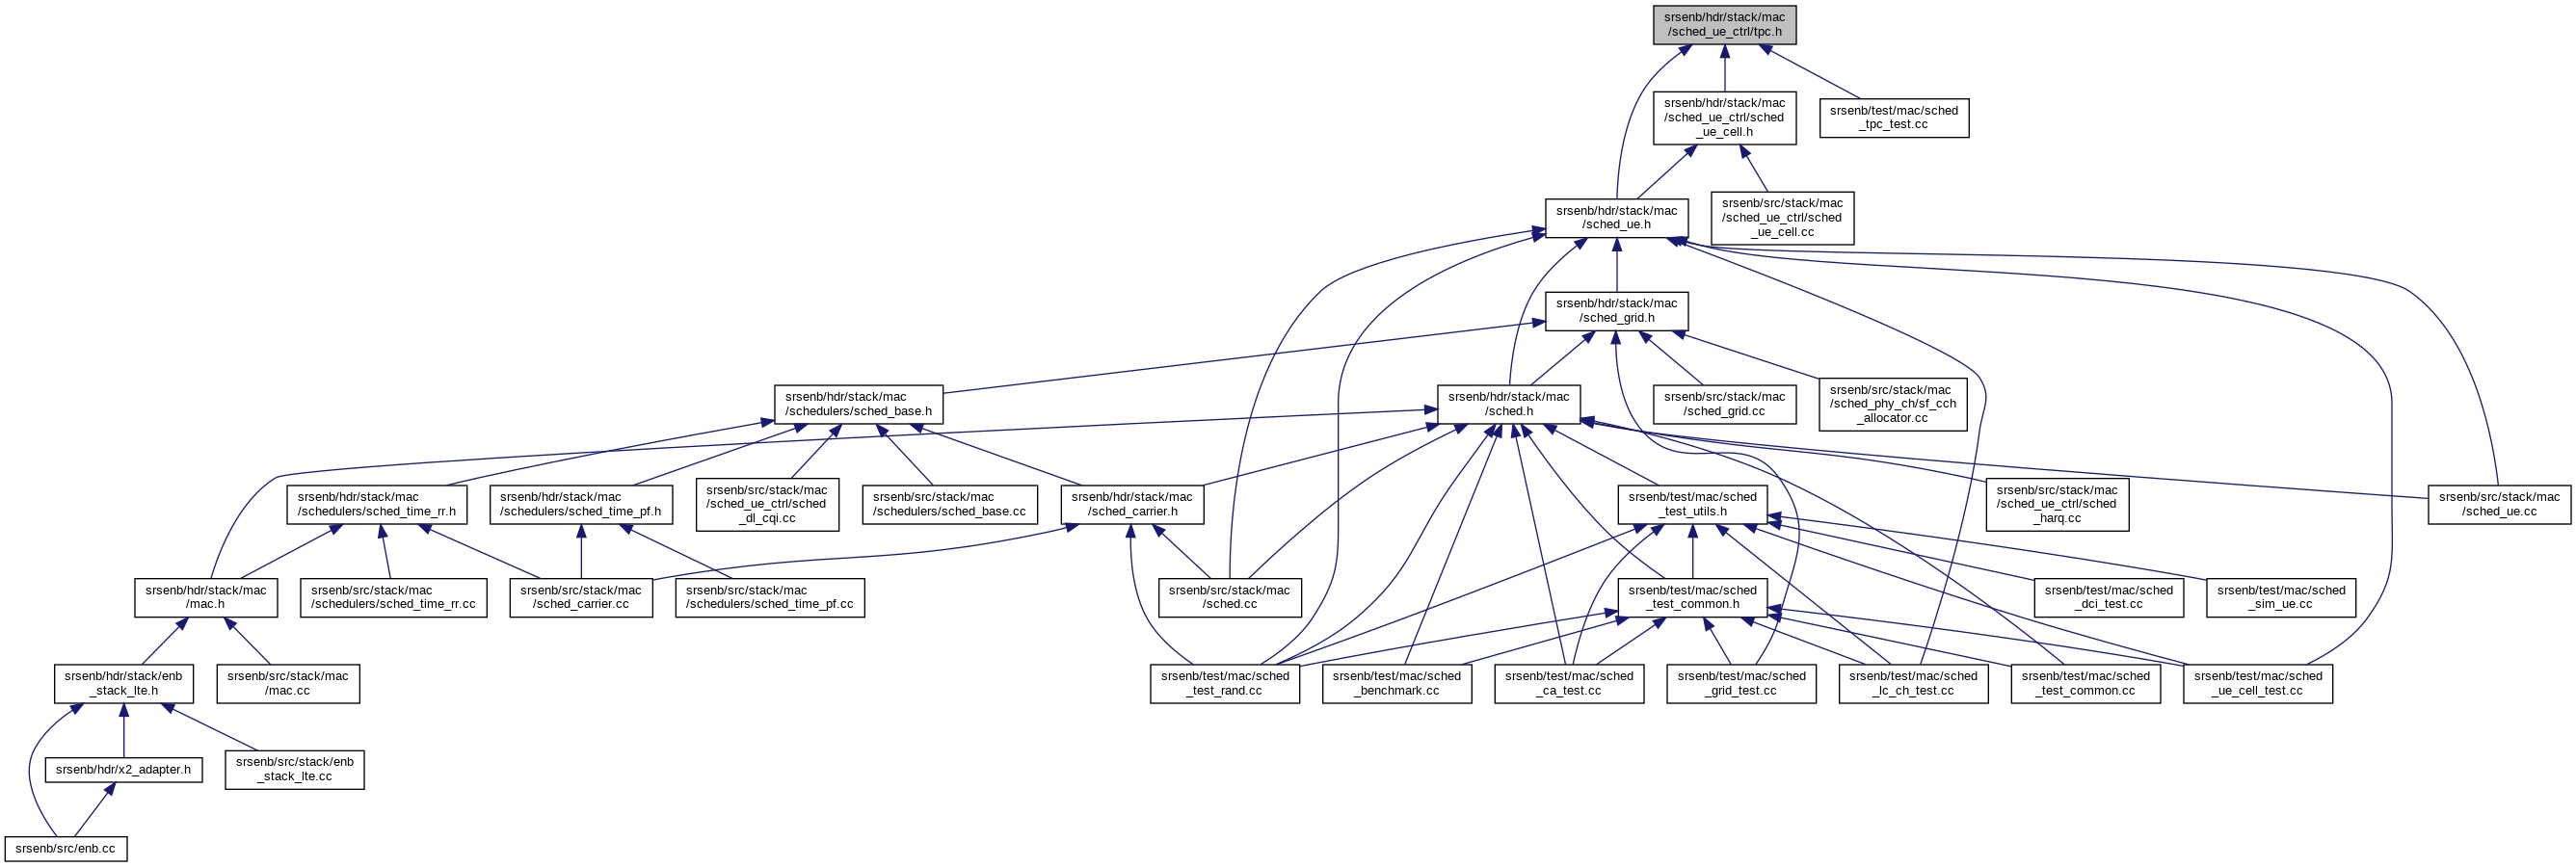 srsenb/hdr/stack/mac
/sched_ue_ctrl/tpc.h
srsenb/hdr/stack/mac
/sched_ue_ctrl/sched
_ue_cell.h
srsenb/test/mac/sched
_tpc_test.cc
srsenb/hdr/stack/mac
/sched_ue.h
srsenb/src/stack/mac
/sched_ue_ctrl/sched
_ue_cell.cc
srsenb/hdr/stack/mac
/sched_grid.h
srsenb/hdr/stack/mac
/schedulers/sched_base.h
srsenb/hdr/stack/mac
/sched.h
srsenb/src/stack/mac
/sched_grid.cc
srsenb/src/stack/mac
/sched_phy_ch/sf_cch
_allocator.cc
srsenb/hdr/stack/mac
/schedulers/sched_time_rr.h
srsenb/hdr/stack/mac
/schedulers/sched_time_pf.h
srsenb/src/stack/mac
/sched_ue_ctrl/sched
_dl_cqi.cc
srsenb/src/stack/mac
/schedulers/sched_base.cc
srsenb/hdr/stack/mac
/sched_carrier.h
srsenb/test/mac/sched
_test_utils.h
srsenb/src/stack/mac
/sched_ue_ctrl/sched
_harq.cc
srsenb/src/stack/mac
/sched_ue.cc
srsenb/hdr/stack/mac
/mac.h
srsenb/src/stack/mac
/schedulers/sched_time_rr.cc
srsenb/src/stack/mac
/sched_carrier.cc
srsenb/src/stack/mac
/schedulers/sched_time_pf.cc
srsenb/src/stack/mac
/sched.cc
srsenb/test/mac/sched
_test_common.h
srsenb/test/mac/sched
_dci_test.cc
srsenb/test/mac/sched
_sim_ue.cc
srsenb/hdr/stack/enb
_stack_lte.h
srsenb/src/stack/mac
/mac.cc
srsenb/test/mac/sched
_test_rand.cc
srsenb/test/mac/sched
_benchmark.cc
srsenb/test/mac/sched
_ca_test.cc
srsenb/test/mac/sched
_grid_test.cc
srsenb/test/mac/sched
_lc_ch_test.cc
srsenb/test/mac/sched
_test_common.cc
srsenb/test/mac/sched
_ue_cell_test.cc
srsenb/hdr/x2_adapter.h
srsenb/src/stack/enb
_stack_lte.cc
srsenb/src/enb.cc